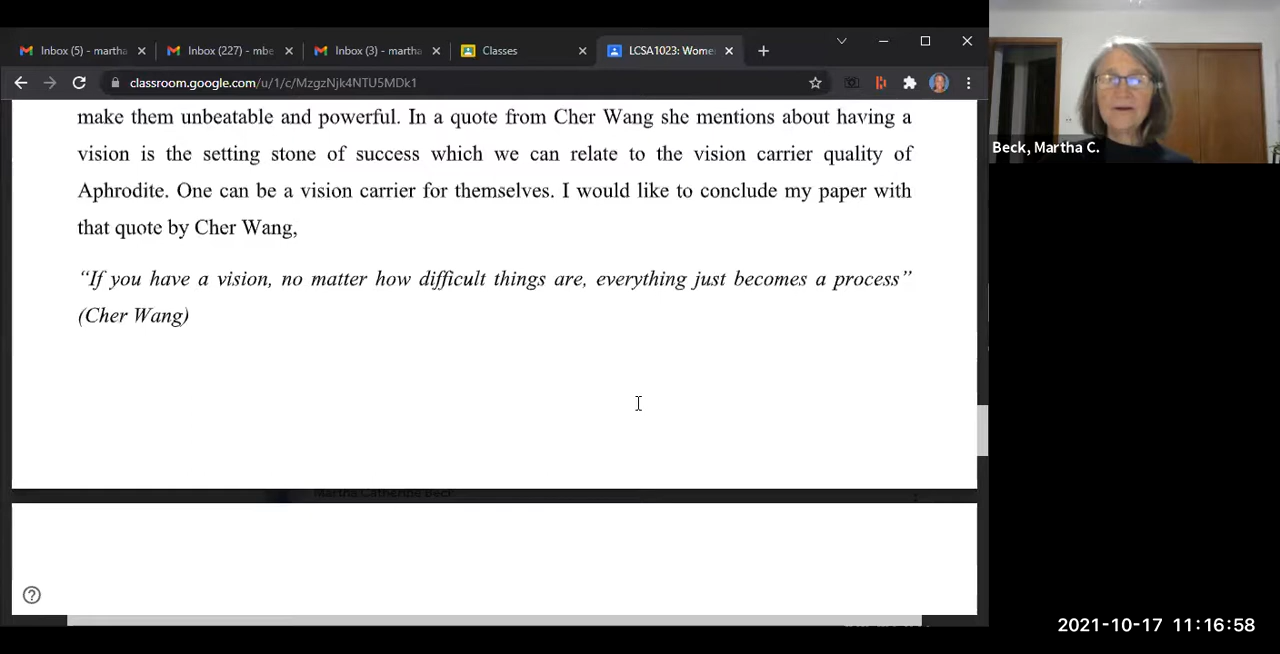 Inbox (5) - martha
Inbox (227) - mbe
Inbox (3) - martha
Classes
LCSA1023: Wome
classroom.google.com/u/1/c/MzgzNjk4NTU5MDk1
make them unbeatable and powerful. In a quote from Cher Wang she mentions about having a
vision is the setting stone of success which we can relate to the vision carrier quality of
Aphrodite. One can be a vision carrier for themselves. I would like to conclude my paper with
that quote by Cher Wang,
“If you have a vision, no matter how difficult things are, everything just becomes a process”
(Cher Wang)
Martha Catherine Beck
Beck, Martha C.
2021-10-17 11:16:58